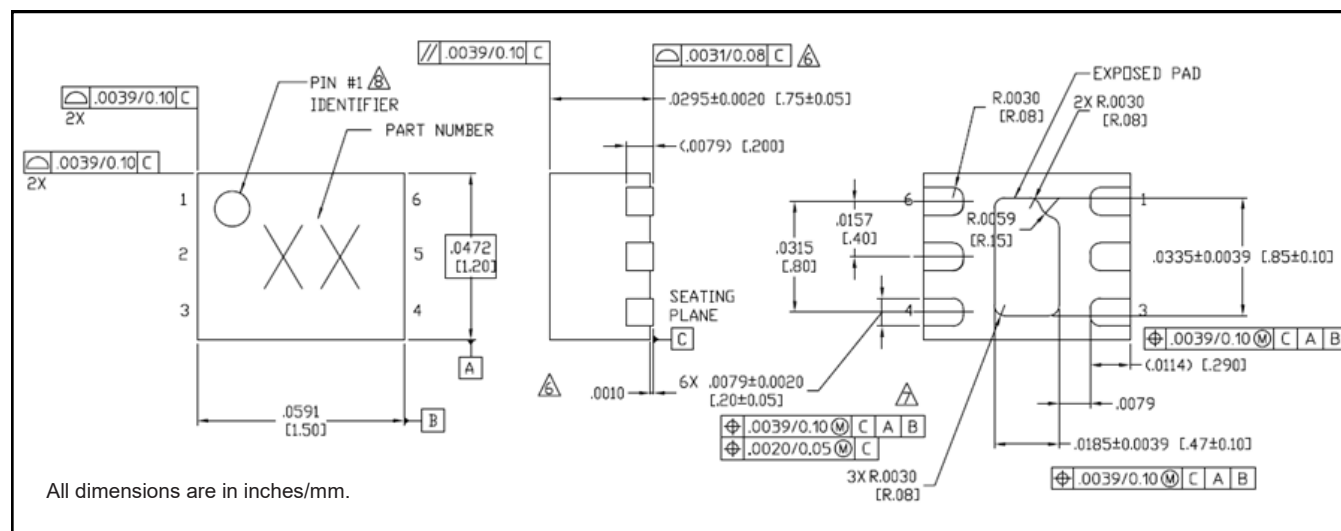 // .0039/0.10 C
⌓ .0031/0.08 C 6
PIN #1 8
IDENTIFIER
PART NUMBER
⌓ .0039/0.10 C
2X
⌓ .0039/0.10 C
2X
1
2
3
6
5
4
.0472
[1.20]
A
.0591
[1.50]
B
XX
.0295±0.0020 [.75±0.05]
(.0079) [.200]
SEATING
PLANE
C
6
.0010
EXPOSED PAD
R.0030
[R.08]
2X R.0030
[R.08]
6
4
1
3
R.0059
[R.15]
.0157
[.40]
.0315
[.80]
.0335±0.0039 [.85±0.10]
⌖ .0039/0.10 Ⓜ C A B
(.0114) [.290]
6X .0079±0.0020
[.20±0.05]
7
⌖ .0039/0.10 Ⓜ C A B
⌖ .0020/0.05 Ⓜ C
.0079
.0185±0.0039 [.47±0.10]
⌖ .0039/0.10 Ⓜ C A B
3X R.0030
[R.08]
All dimensions are in inches/mm.